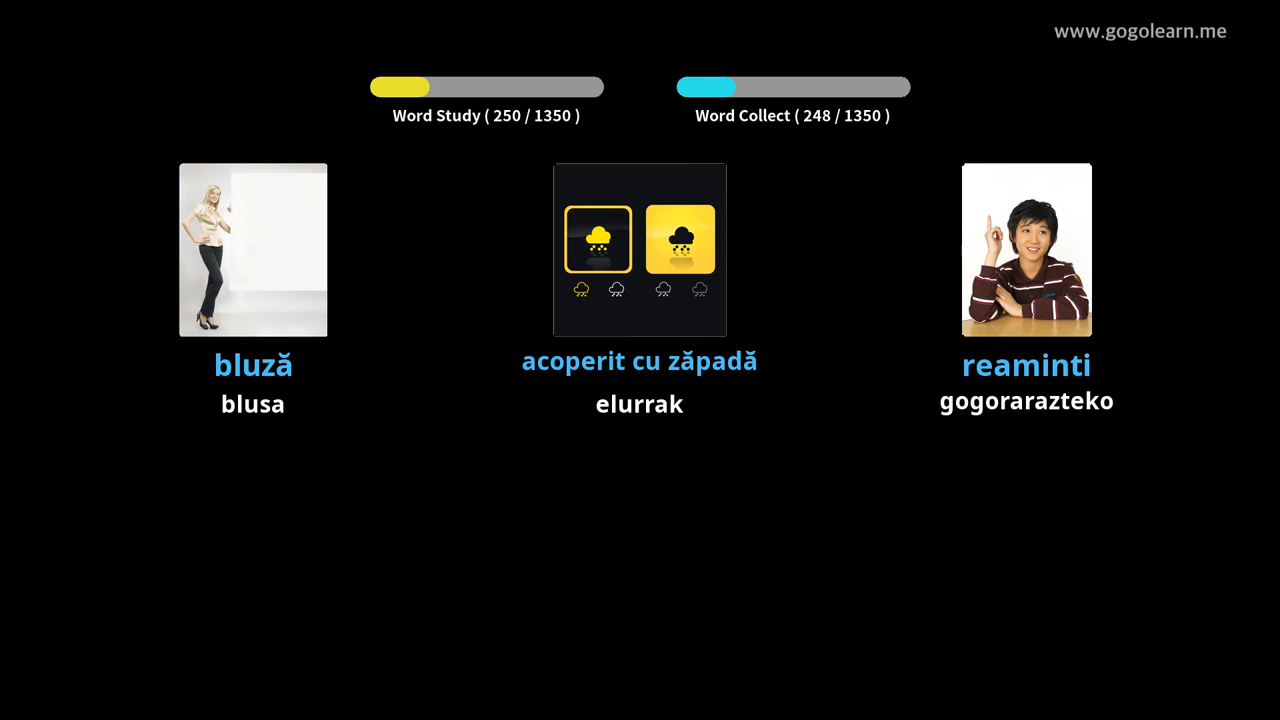 www.gogolearn.me
Word Study ( 250 / 1350 )
Word Collect ( 248 / 1350 )
bluză
acoperit cu zăpadă
reaminti
blusa
elurrak
gogorarazteko